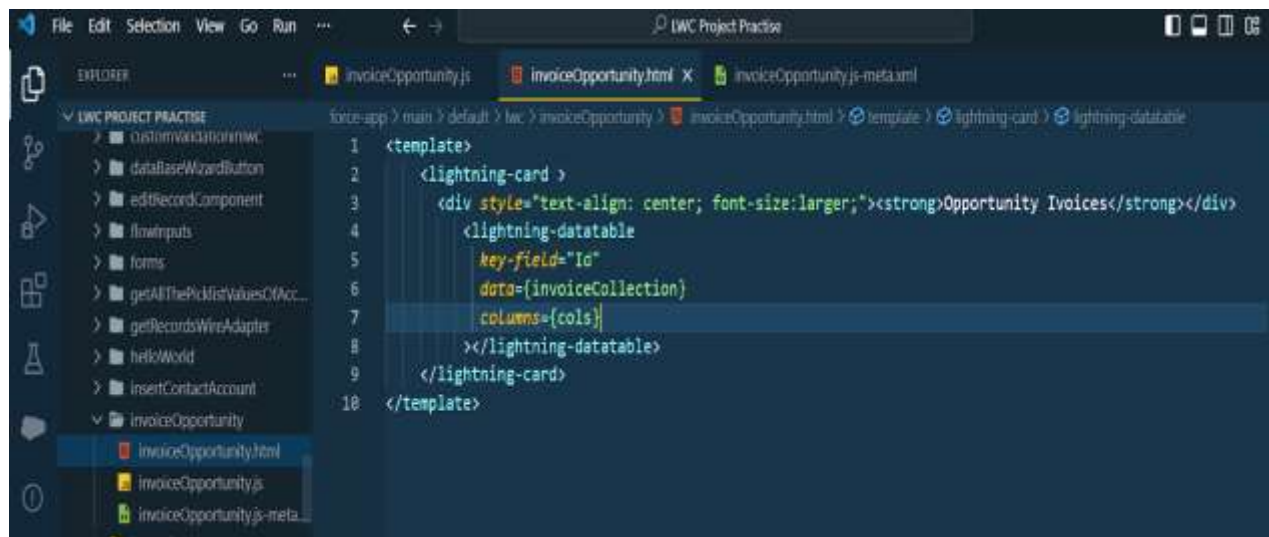 File Edit Selection View Go Run ···
LWC Project Practise
EXPLORER ···
invoiceOpportunity.js
invoiceOpportunity.html X
invoiceOpportunity.js-meta.xml
LWC PROJECT PRACTISE
force-app > main > default > lwc > invoiceOpportunity > invoiceOpportunity.html > template > lightning-card > lightning-datatable
dataBaseWizardButton
editRecordComponent
flowInputs
forms
getAllThePicklistValuesOfAcc...
getRecordsWireAdapter
helloWorld
insertContactAccount
invoiceOpportunity
invoiceOpportunity.html
invoiceOpportunity.js
invoiceOpportunity.js-meta...
1 <template>
2 <lightning-card >
3 <div style="text-align: center; font-size:larger;"><strong>Opportunity Ivoices</strong></div>
4 <lightning-datatable
5 key-field="Id"
6 data={invoiceCollection}
7 columns={cols}
8 ></lightning-datatable>
9 </lightning-card>
10 </template>